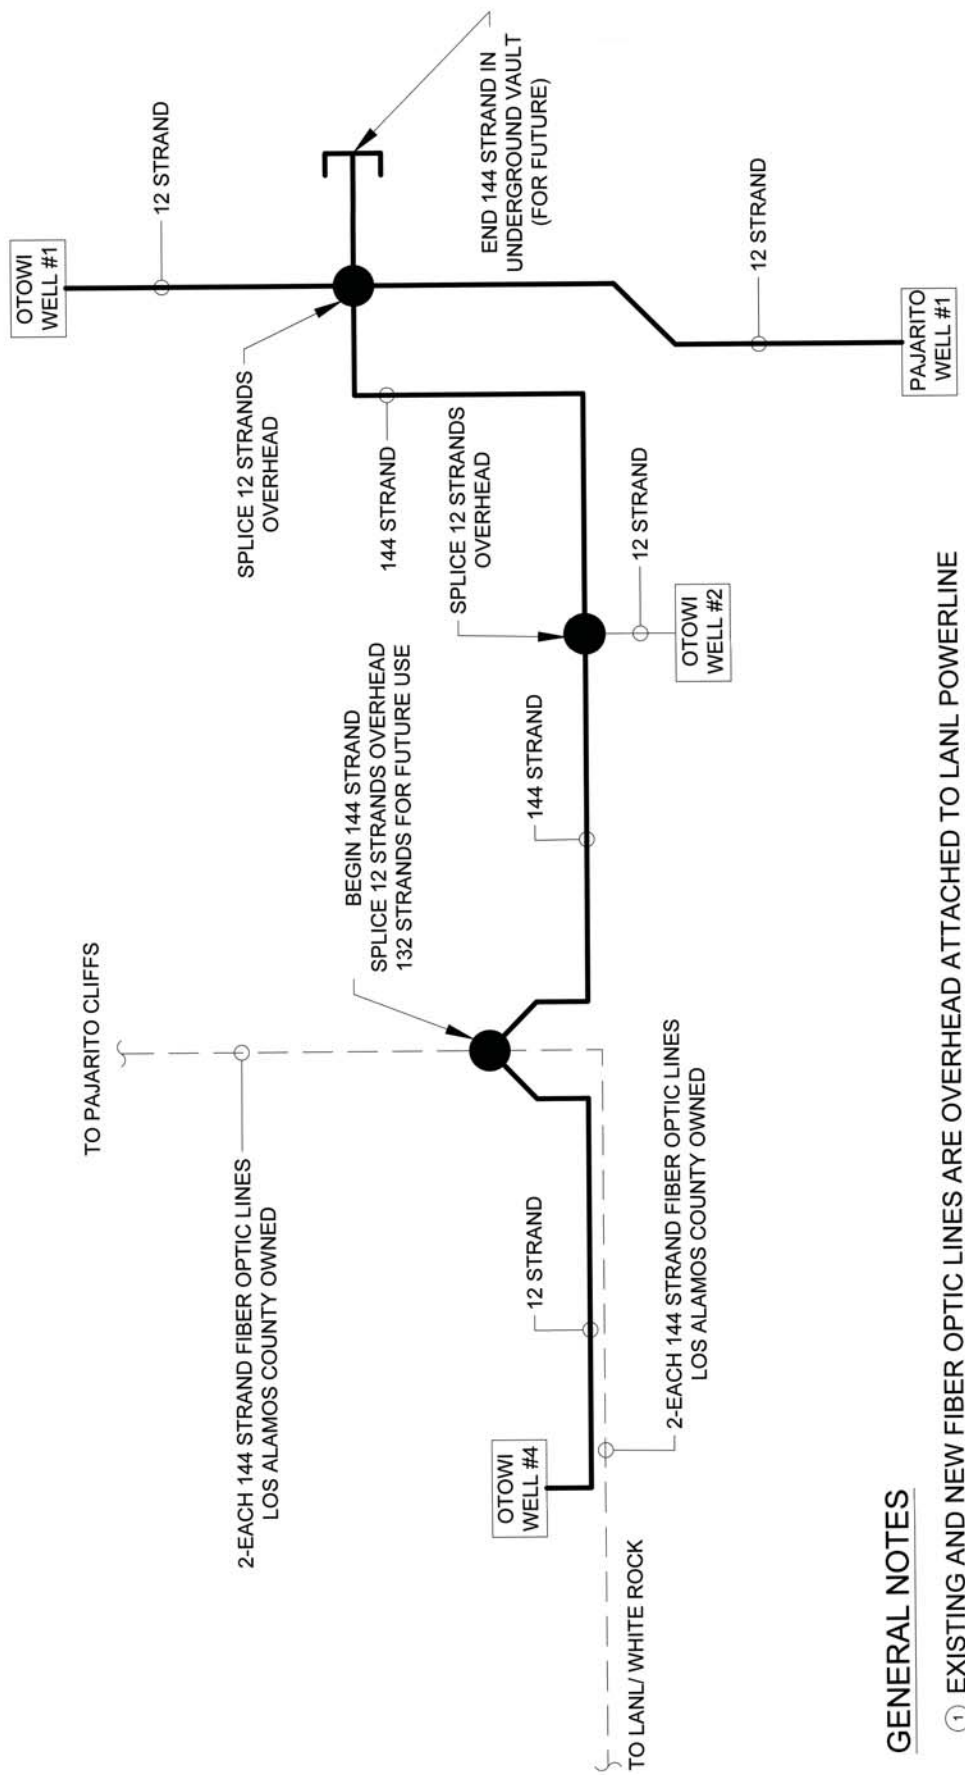 TO PAJARITO CLIFFS
2-EACH 144 STRAND FIBER OPTIC LINES
LOS ALAMOS COUNTY OWNED
BEGIN 144 STRAND
SPLICE 12 STRANDS OVERHEAD
132 STRANDS FOR FUTURE USE
SPLICE 12 STRANDS
OVERHEAD
OTOWI
WELL #1
12 STRAND
END 144 STRAND IN
UNDERGROUND VAULT
(FOR FUTURE)
144 STRAND
SPLICE 12 STRANDS
OVERHEAD
OTOWI
WELL #4
12 STRAND
144 STRAND
12 STRAND
OTOWI
WELL #2
12 STRAND
PAJARITO
WELL #1
TO LANL/ WHITE ROCK
2-EACH 144 STRAND FIBER OPTIC LINES
LOS ALAMOS COUNTY OWNED
GENERAL NOTES
1 EXISTING AND NEW FIBER OPTIC LINES ARE OVERHEAD ATTACHED TO LANL POWERLINE